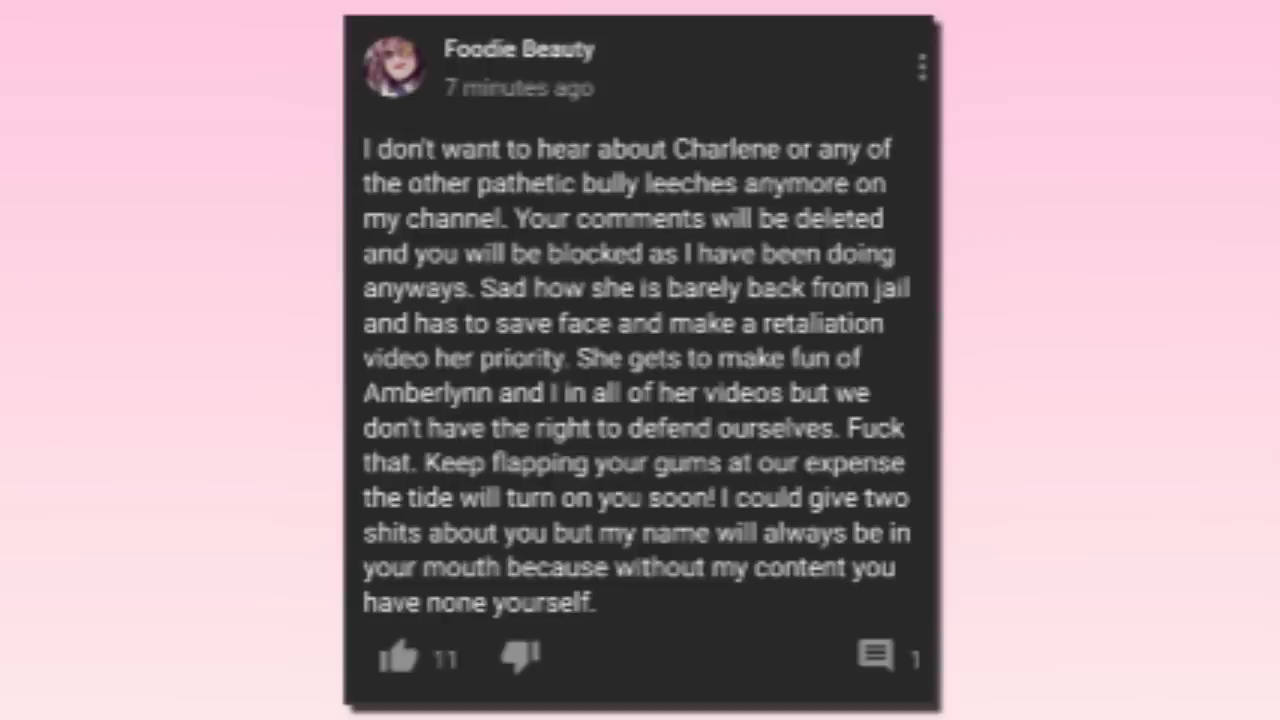 Foodie Beauty
7 minutes ago
I don't want to hear about Charlene or any of
the other pathetic bully leeches anymore on
my channel. Your comments will be deleted
and you will be blocked as I have been doing
anyways. Sad how she is barely back from jail
and has to save face and make a retaliation
video her priority. She gets to make fun of
Amberlynn and I in all of her videos but we
don't have the right to defend ourselves. Fuck
that. Keep flapping your gums at our expense
the tide will turn on you soon! I could give two
shits about you but my name will always be in
your mouth because without my content you
have none yourself.
11 1